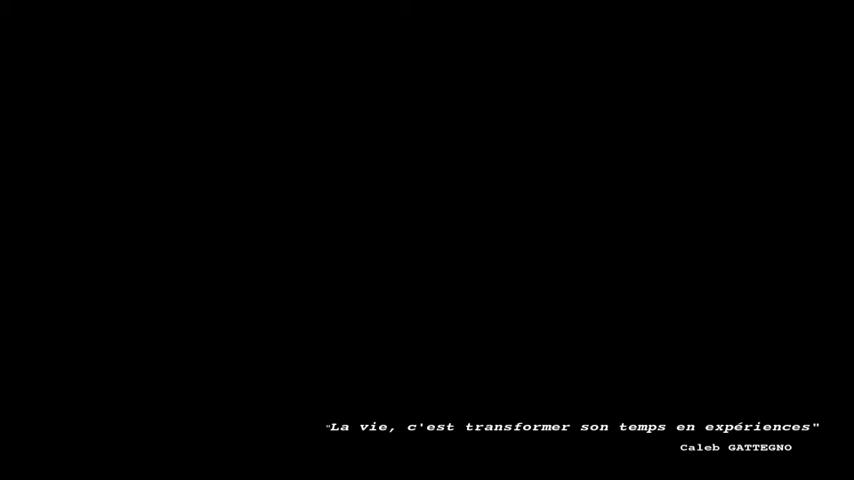 "La vie, c'est transformer son temps en expériences"
Caleb GATTEGNO